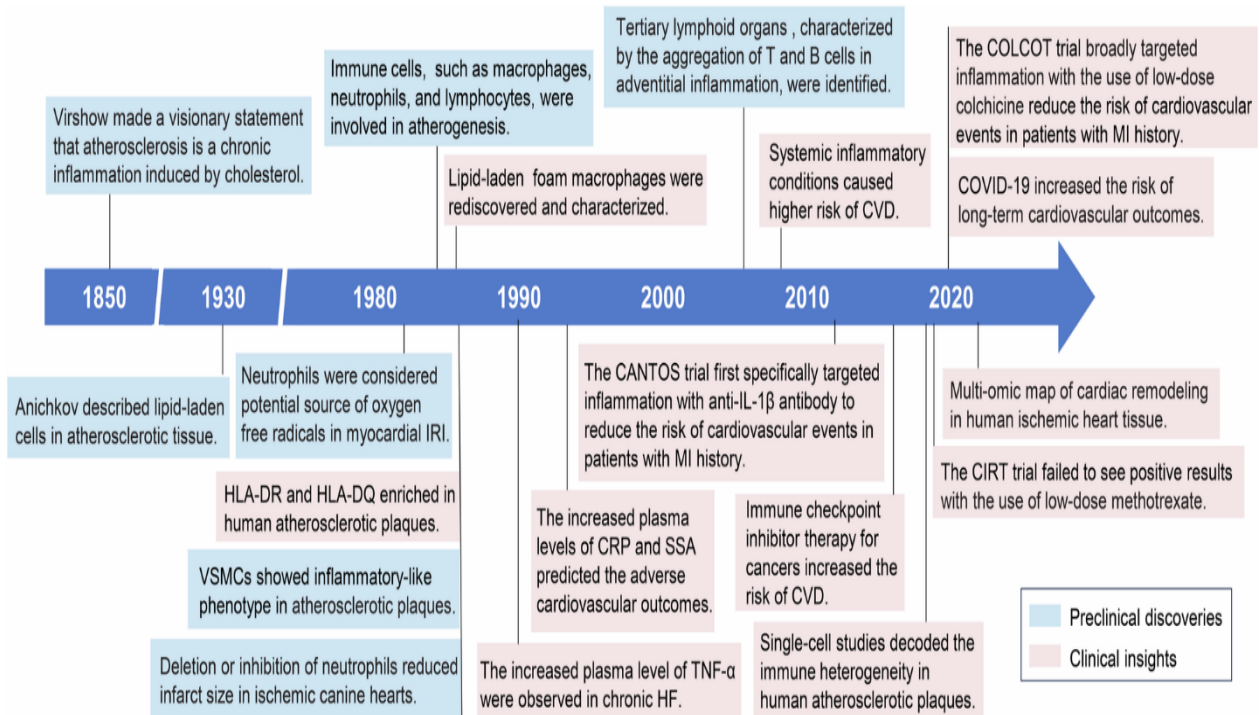 Virshow made a visionary statement
that atherosclerosis is a chronic
inflammation induced by cholesterol.
Immune cells, such as macrophages,
neutrophils, and lymphocytes, were
involved in atherogenesis.
Lipid-laden foam macrophages were
rediscovered and characterized.
Tertiary lymphoid organs , characterized
by the aggregation of T and B cells in
adventitial inflammation, were identified.
Systemic inflammatory
conditions caused
higher risk of CVD.
The COLCOT trial broadly targeted
inflammation with the use of low-dose
colchicine reduce the risk of cardiovascular
events in patients with MI history.
COVID-19 increased the risk of
long-term cardiovascular outcomes.
1850 1930 1980 1990 2000 2010 2020
Anichkov described lipid-laden
cells in atherosclerotic tissue.
Neutrophils were considered
potential source of oxygen
free radicals in myocardial IRI.
HLA-DR and HLA-DQ enriched in
human atherosclerotic plaques.
VSMCs showed inflammatory-like
phenotype in atherosclerotic plaques.
Deletion or inhibition of neutrophils reduced
infarct size in ischemic canine hearts.
The increased plasma level of TNF-α
were observed in chronic HF.
The increased plasma
levels of CRP and SSA
predicted the adverse
cardiovascular outcomes.
The CANTOS trial first specifically targeted
inflammation with anti-IL-1β antibody to
reduce the risk of cardiovascular events in
patients with MI history.
Immune checkpoint
inhibitor therapy for
cancers increased the
risk of CVD.
Single-cell studies decoded the
immune heterogeneity in
human atherosclerotic plaques.
The CIRT trial failed to see positive results
with the use of low-dose methotrexate.
Multi-omic map of cardiac remodeling
in human ischemic heart tissue.
Preclinical discoveries
Clinical insights